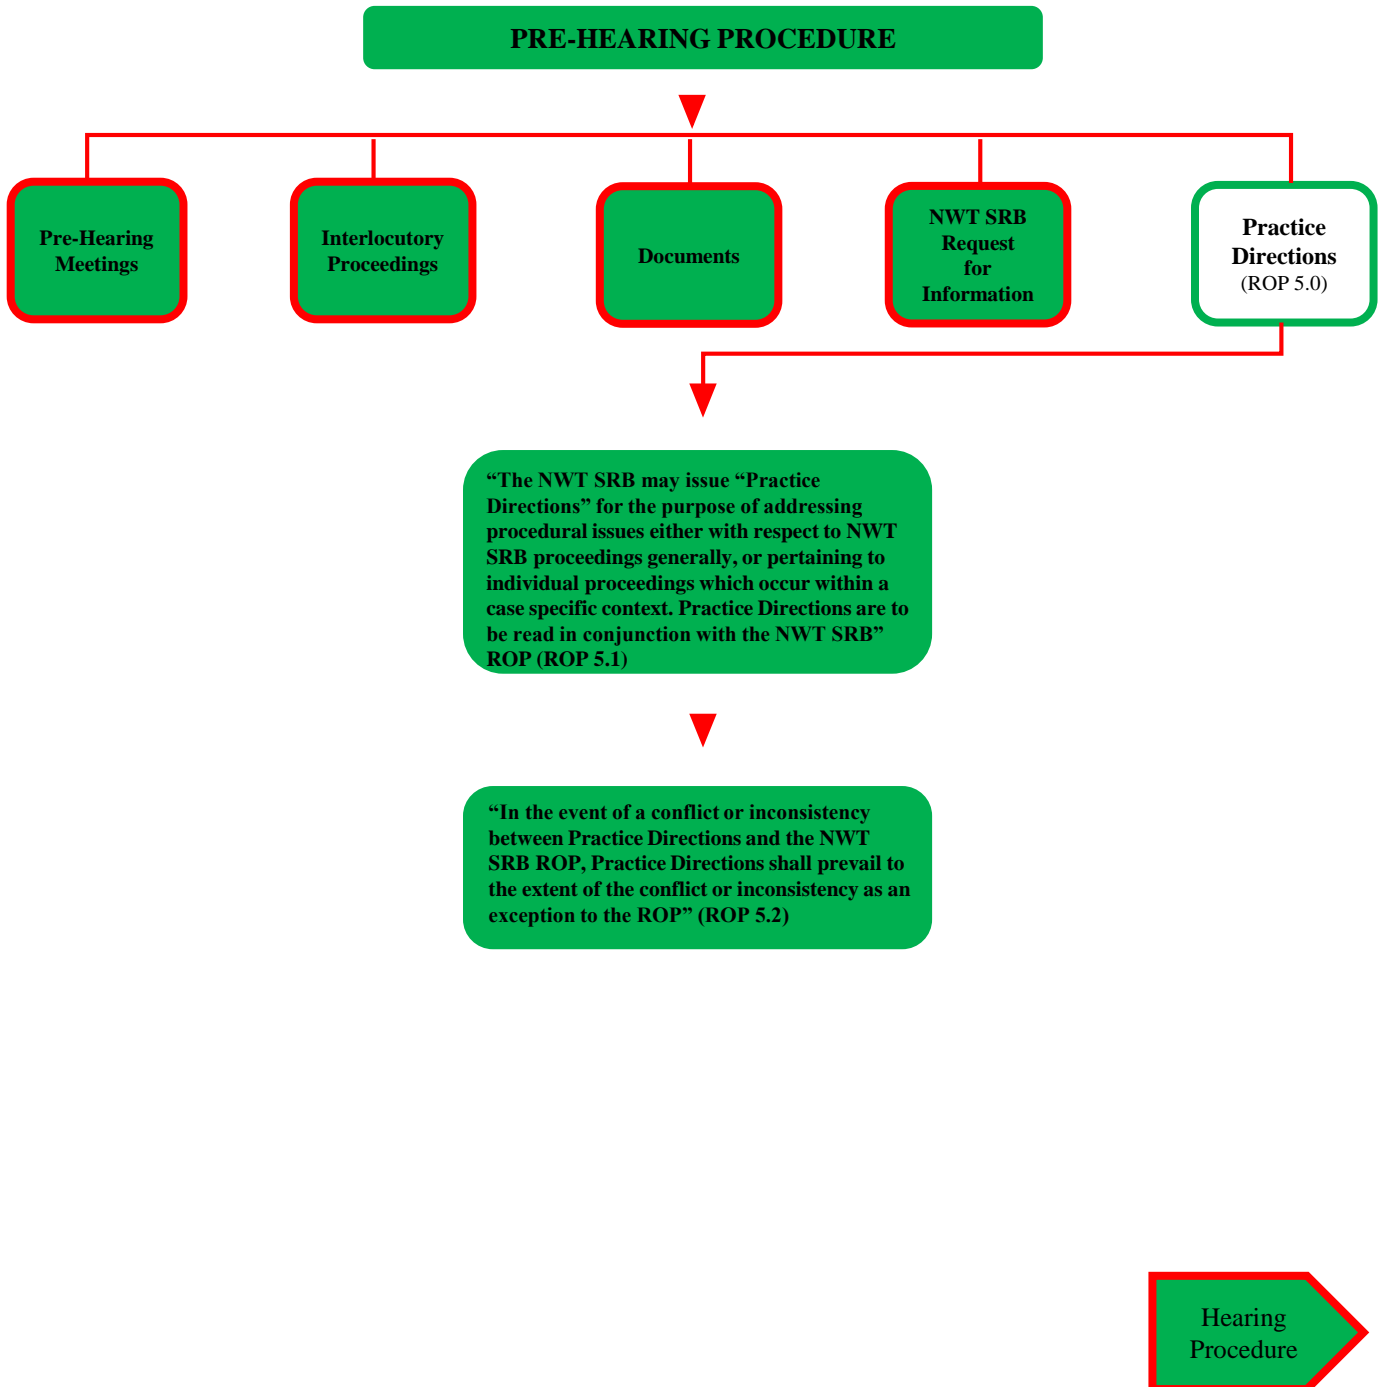 PRE-HEARING PROCEDURE
Pre-Hearing
Meetings
Interlocutory
Proceedings
Documents
NWT SRB
Request
for
Information
Practice
Directions
(ROP 5.0)
“The NWT SRB may issue “Practice
Directions” for the purpose of addressing
procedural issues either with respect to NWT
SRB proceedings generally, or pertaining to
individual proceedings which occur within a
case specific context. Practice Directions are to
be read in conjunction with the NWT SRB”
ROP (ROP 5.1)
“In the event of a conflict or inconsistency
between Practice Directions and the NWT
SRB ROP, Practice Directions shall prevail to
the extent of the conflict or inconsistency as an
exception to the ROP” (ROP 5.2)
Hearing
Procedure